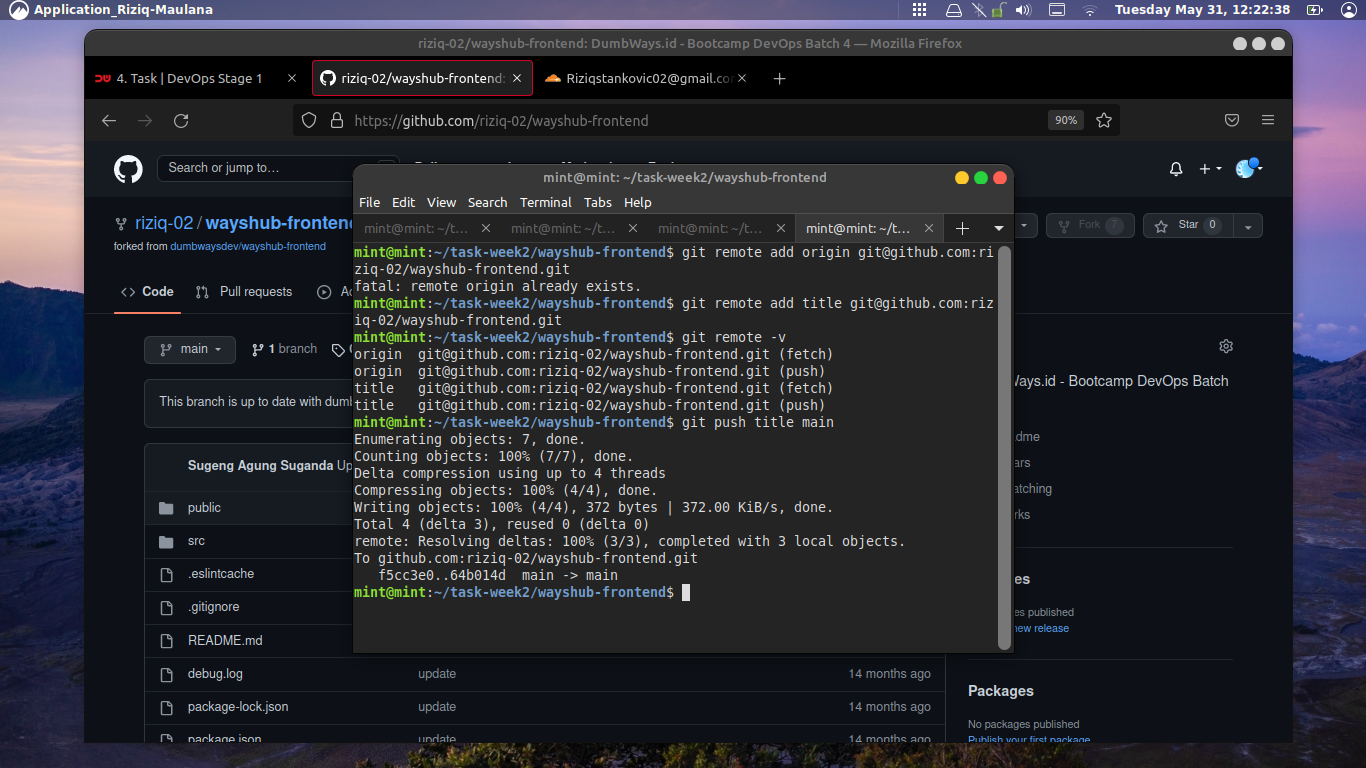 Application_Riziq-Maulana
Tuesday May 31, 12:22:38
riziq-02/wayshub-frontend: DumbWays.id - Bootcamp DevOps Batch 4 — Mozilla Firefox
4. Task | DevOps Stage 1
riziq-02/wayshub-frontend:
Riziqstankovic02@gmail.co
https://github.com/riziq-02/wayshub-frontend
90%
Search or jump to…
mint@mint: ~/task-week2/wayshub-frontend
File Edit View Search Terminal Tabs Help
mint@mint: ~/t…
mint@mint: ~/t…
mint@mint: ~/t…
mint@mint: ~/t…
mint@mint:~/task-week2/wayshub-frontend$ git remote add origin git@github.com:ri
ziq-02/wayshub-frontend.git
fatal: remote origin already exists.
mint@mint:~/task-week2/wayshub-frontend$ git remote add title git@github.com:riz
iq-02/wayshub-frontend.git
mint@mint:~/task-week2/wayshub-frontend$ git remote -v
origin git@github.com:riziq-02/wayshub-frontend.git (fetch)
origin git@github.com:riziq-02/wayshub-frontend.git (push)
title git@github.com:riziq-02/wayshub-frontend.git (fetch)
title git@github.com:riziq-02/wayshub-frontend.git (push)
mint@mint:~/task-week2/wayshub-frontend$ git push title main
Enumerating objects: 7, done.
Counting objects: 100% (7/7), done.
Delta compression using up to 4 threads
Compressing objects: 100% (4/4), done.
Writing objects: 100% (4/4), 372 bytes | 372.00 KiB/s, done.
Total 4 (delta 3), reused 0 (delta 0)
remote: Resolving deltas: 100% (3/3), completed with 3 local objects.
To github.com:riziq-02/wayshub-frontend.git
f5cc3e0..64b014d main -> main
mint@mint:~/task-week2/wayshub-frontend$
riziq-02 / wayshub-frontend
forked from dumbwaysdev/wayshub-frontend
Fork 7
Star 0
Code
Pull requests
Ac
main
1 branch
This branch is up to date with dumb
Sugeng Agung Suganda Up
public
src
.eslintcache
.gitignore
README.md
debug.log update 14 months ago
package-lock.json update 14 months ago
package.json update 14 months ago
Ways.id - Bootcamp DevOps Batch
dme
ars
atching
rks
es
es published
new release
Packages
No packages published
Publish your first package